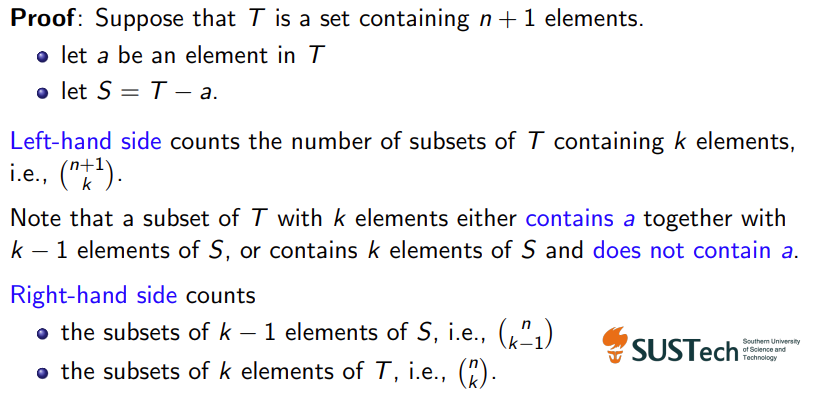 Proof: Suppose that T is a set containing n + 1 elements.
let a be an element in T
let S = T − a.
Left-hand side counts the number of subsets of T containing k elements,
i.e., (n+1 k).
Note that a subset of T with k elements either contains a together with
k − 1 elements of S, or contains k elements of S and does not contain a.
Right-hand side counts
the subsets of k − 1 elements of S, i.e., (n k−1)
the subsets of k elements of T, i.e., (n k).
SUSTech
Southern University
of Science and
Technology